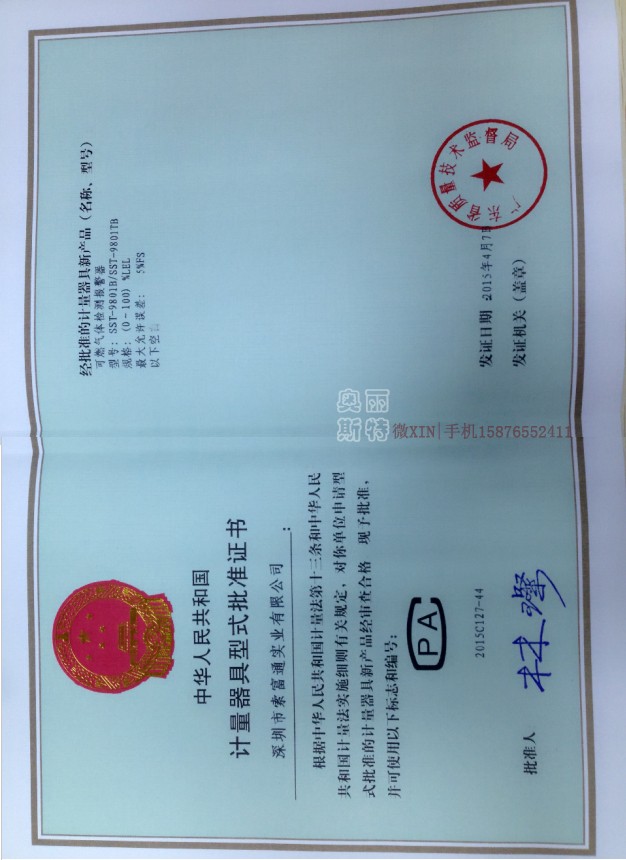 中华人民共和国
计量器具型式批准证书
深圳市索富通实业有限公司：
根据中华人民共和国计量法第十三条和中华人民
共和国计量法实施细则有关规定，对你单位申请型
式批准的计量器具新产品经审查合格 现予批准，
并可使用以下标志和编号：
PA
2015C127-44
批准人
经批准的计量器具新产品（名称、型号）
可燃气体检测报警器
型号：SST-9801B/SST-9801TB
规格：(0-100)%LEL
最大允许误差： 5%FS
以下空
发证日期 2015年4月7日
发证机关（盖章）
省质量技术监督局
奥丽
斯特
微XIN|手机15876552411